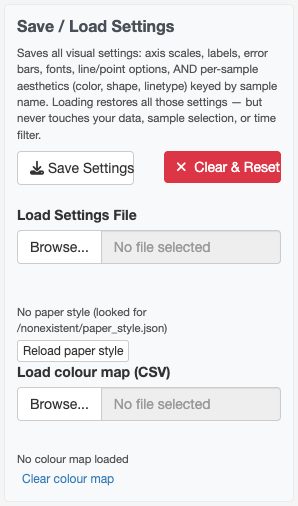 Save / Load Settings
Saves all visual settings: axis scales, labels, error
bars, fonts, line/point options, AND per-sample
aesthetics (color, shape, linetype) keyed by sample
name. Loading restores all those settings — but
never touches your data, sample selection, or time
filter.
Save Settings
× Clear & Reset
Load Settings File
Browse... No file selected
No paper style (looked for
/nonexistent/paper_style.json)
Reload paper style
Load colour map (CSV)
Browse... No file selected
No colour map loaded
Clear colour map